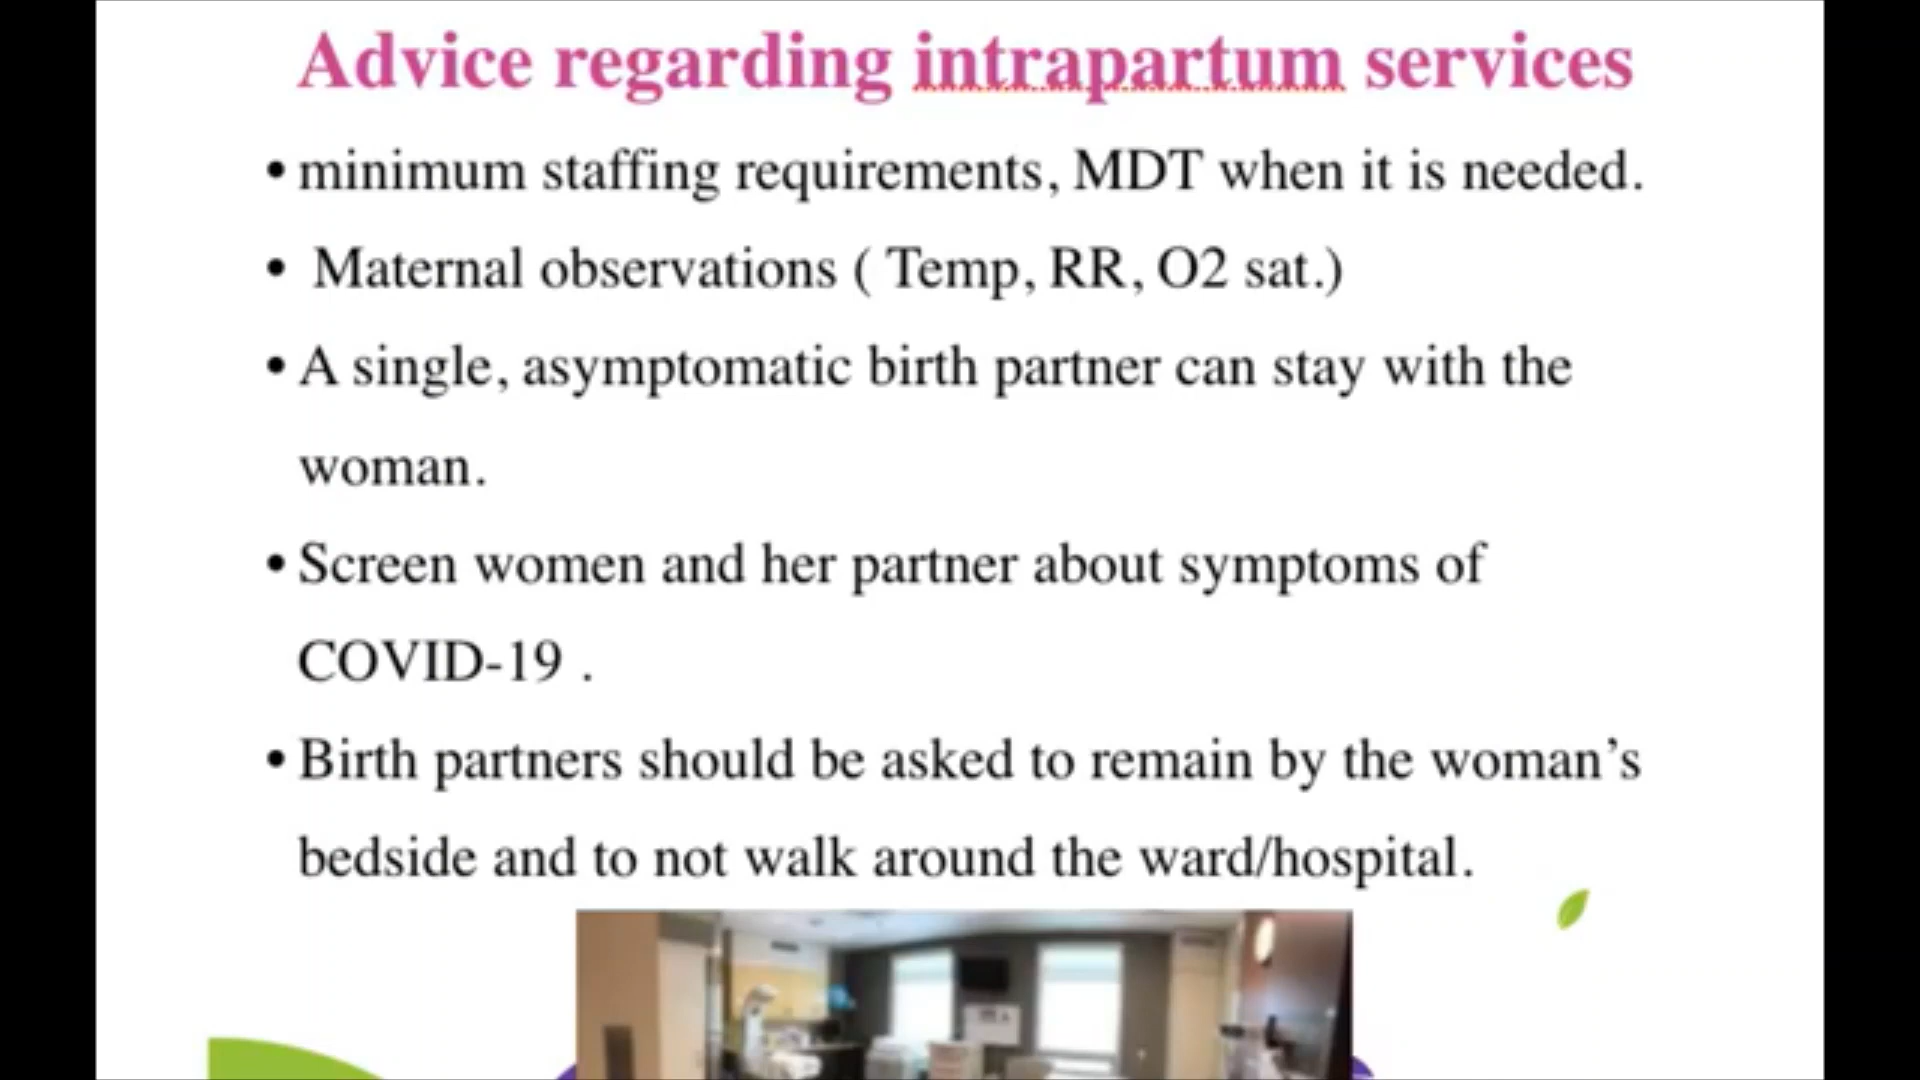 Advice regarding intrapartum services
• minimum staffing requirements, MDT when it is needed.
• Maternal observations ( Temp, RR, O2 sat.)
• A single, asymptomatic birth partner can stay with the
woman.
• Screen women and her partner about symptoms of
COVID-19 .
• Birth partners should be asked to remain by the woman’s
bedside and to not walk around the ward/hospital.